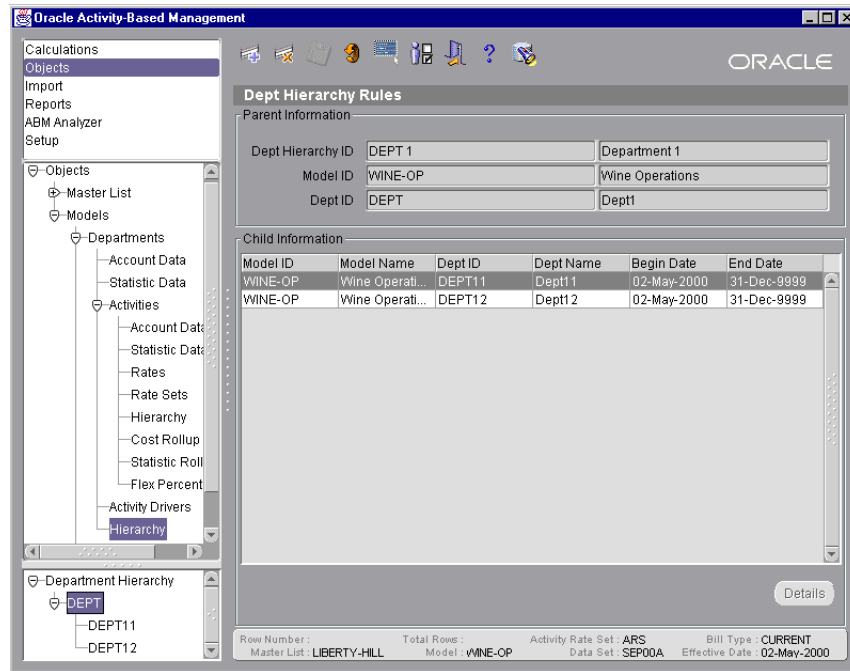 Oracle Activity-Based Management
Calculations
Objects
Import
Reports
ABM Analyzer
Setup
ORACLE
Dept Hierarchy Rules
Parent Information
Dept Hierarchy ID DEPT 1 Department 1
Model ID WINE-OP Wine Operations
Dept ID DEPT Dept1
Objects
Master List
Models
Departments
Account Data
Statistic Data
Activities
Account Data
Statistic Data
Rates
Rate Sets
Hierarchy
Cost Rollup
Statistic Roll
Flex Percent
Activity Drivers
Hierarchy
Child Information
Model ID Model Name Dept ID Dept Name Begin Date End Date
WINE-OP Wine Operati... DEPT11 Dept11 02-May-2000 31-Dec-9999
WINE-OP Wine Operati... DEPT12 Dept12 02-May-2000 31-Dec-9999
Details
Department Hierarchy
DEPT
DEPT11
DEPT12
Row Number : Total Rows : Activity Rate Set : ARS Bill Type : CURRENT
Master List : LIBERTY-HILL Model : WINE-OP Data Set : SEP00A Effective Date : 02-May-2000